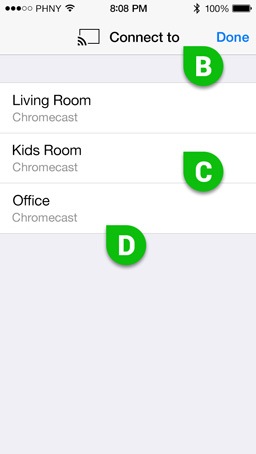 ●●●○○ PHNY 8:08 PM 100%
Connect to Done
B
Living Room
Chromecast
Kids Room
Chromecast
C
Office
Chromecast
D